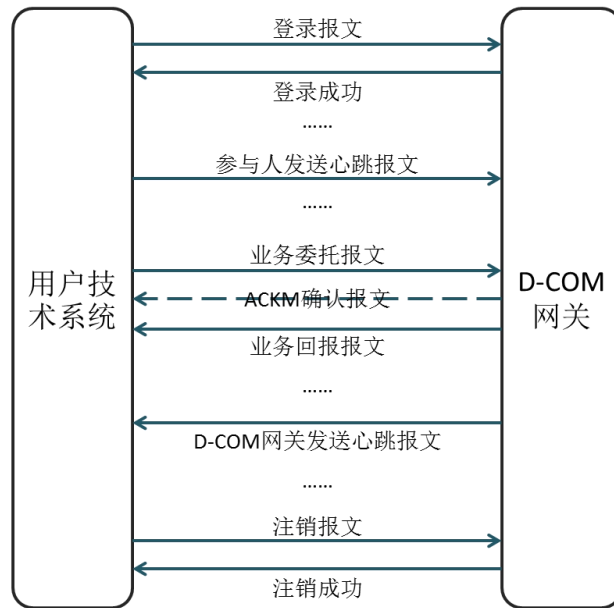 登录报文
登录成功
......
参与人发送心跳报文
......
业务委托报文
用户技
术系统
D-COM
网关
ACKM确认报文
业务回报报文
......
D-COM网关发送心跳报文
......
注销报文
注销成功